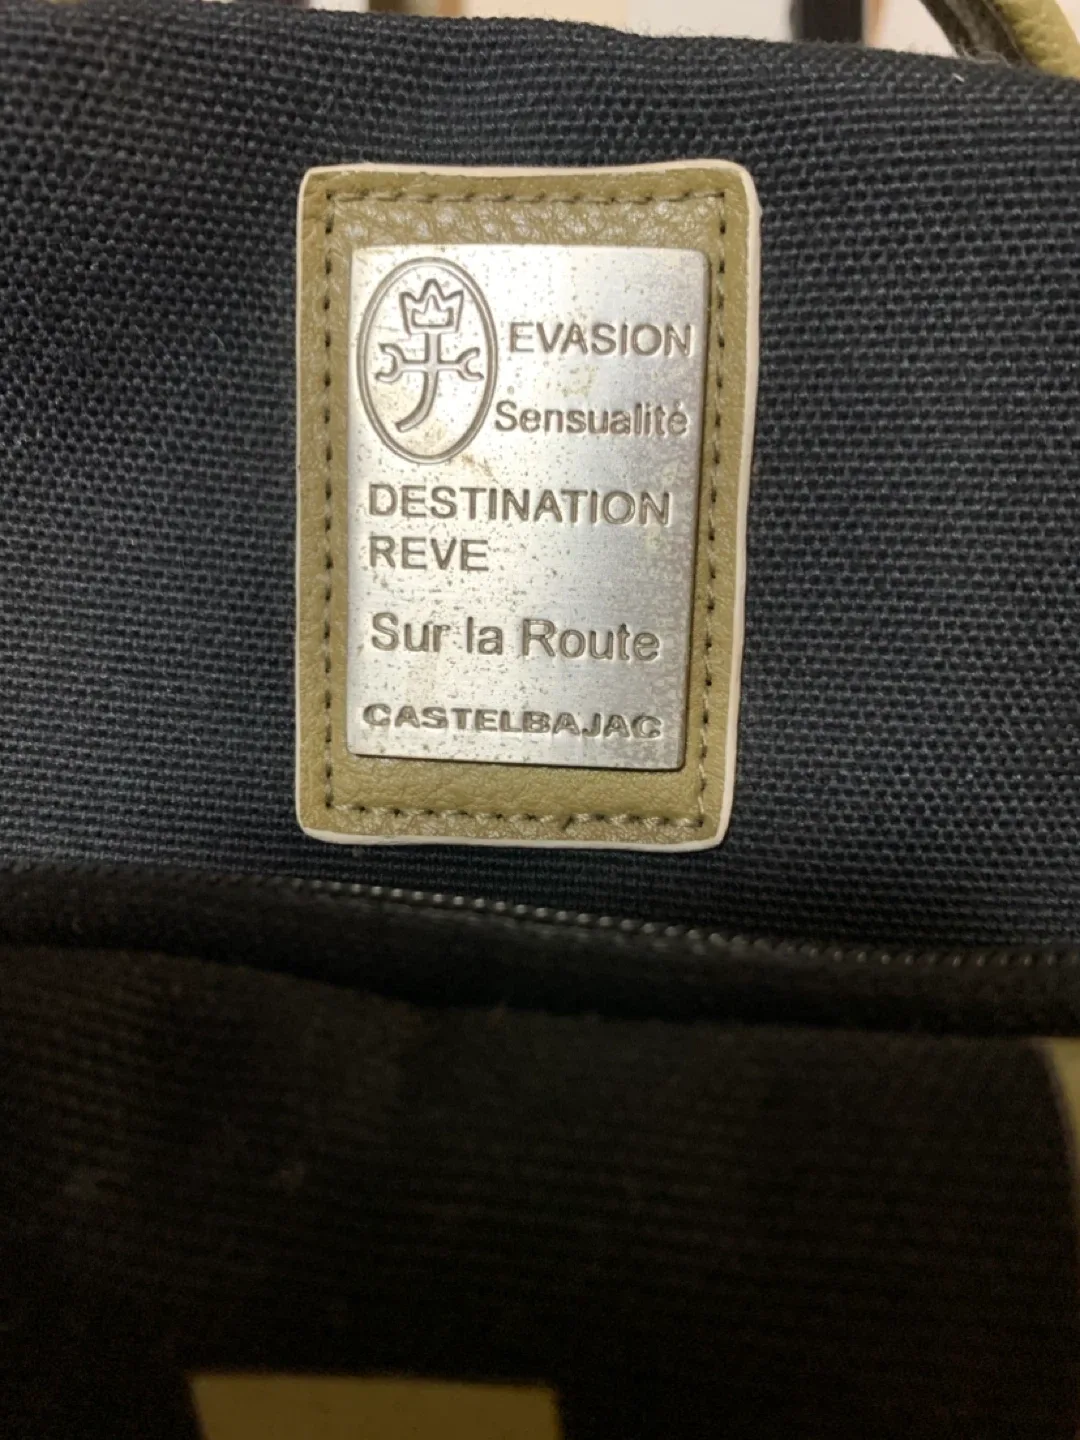 EVASION
Sensualité
DESTINATION
REVE
Sur la Route
CASTELBAJAC